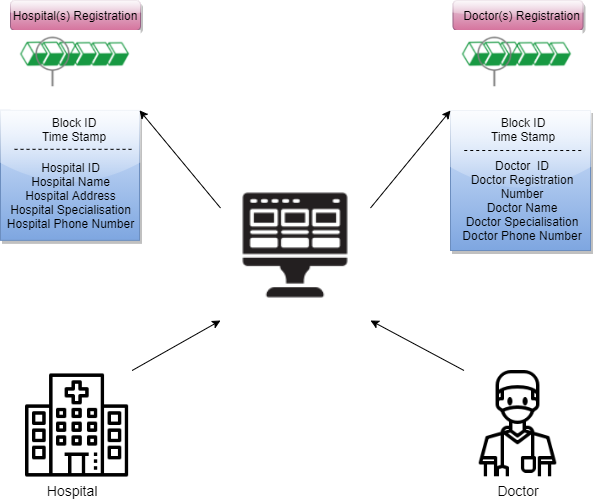 Hospital(s) Registration
Doctor(s) Registration
Block ID
Time Stamp
Hospital ID
Hospital Name
Hospital Address
Hospital Specialisation
Hospital Phone Number
Block ID
Time Stamp
Doctor ID
Doctor Registration
Number
Doctor Name
Doctor Specialisation
Doctor Phone Number
Hospital
Doctor